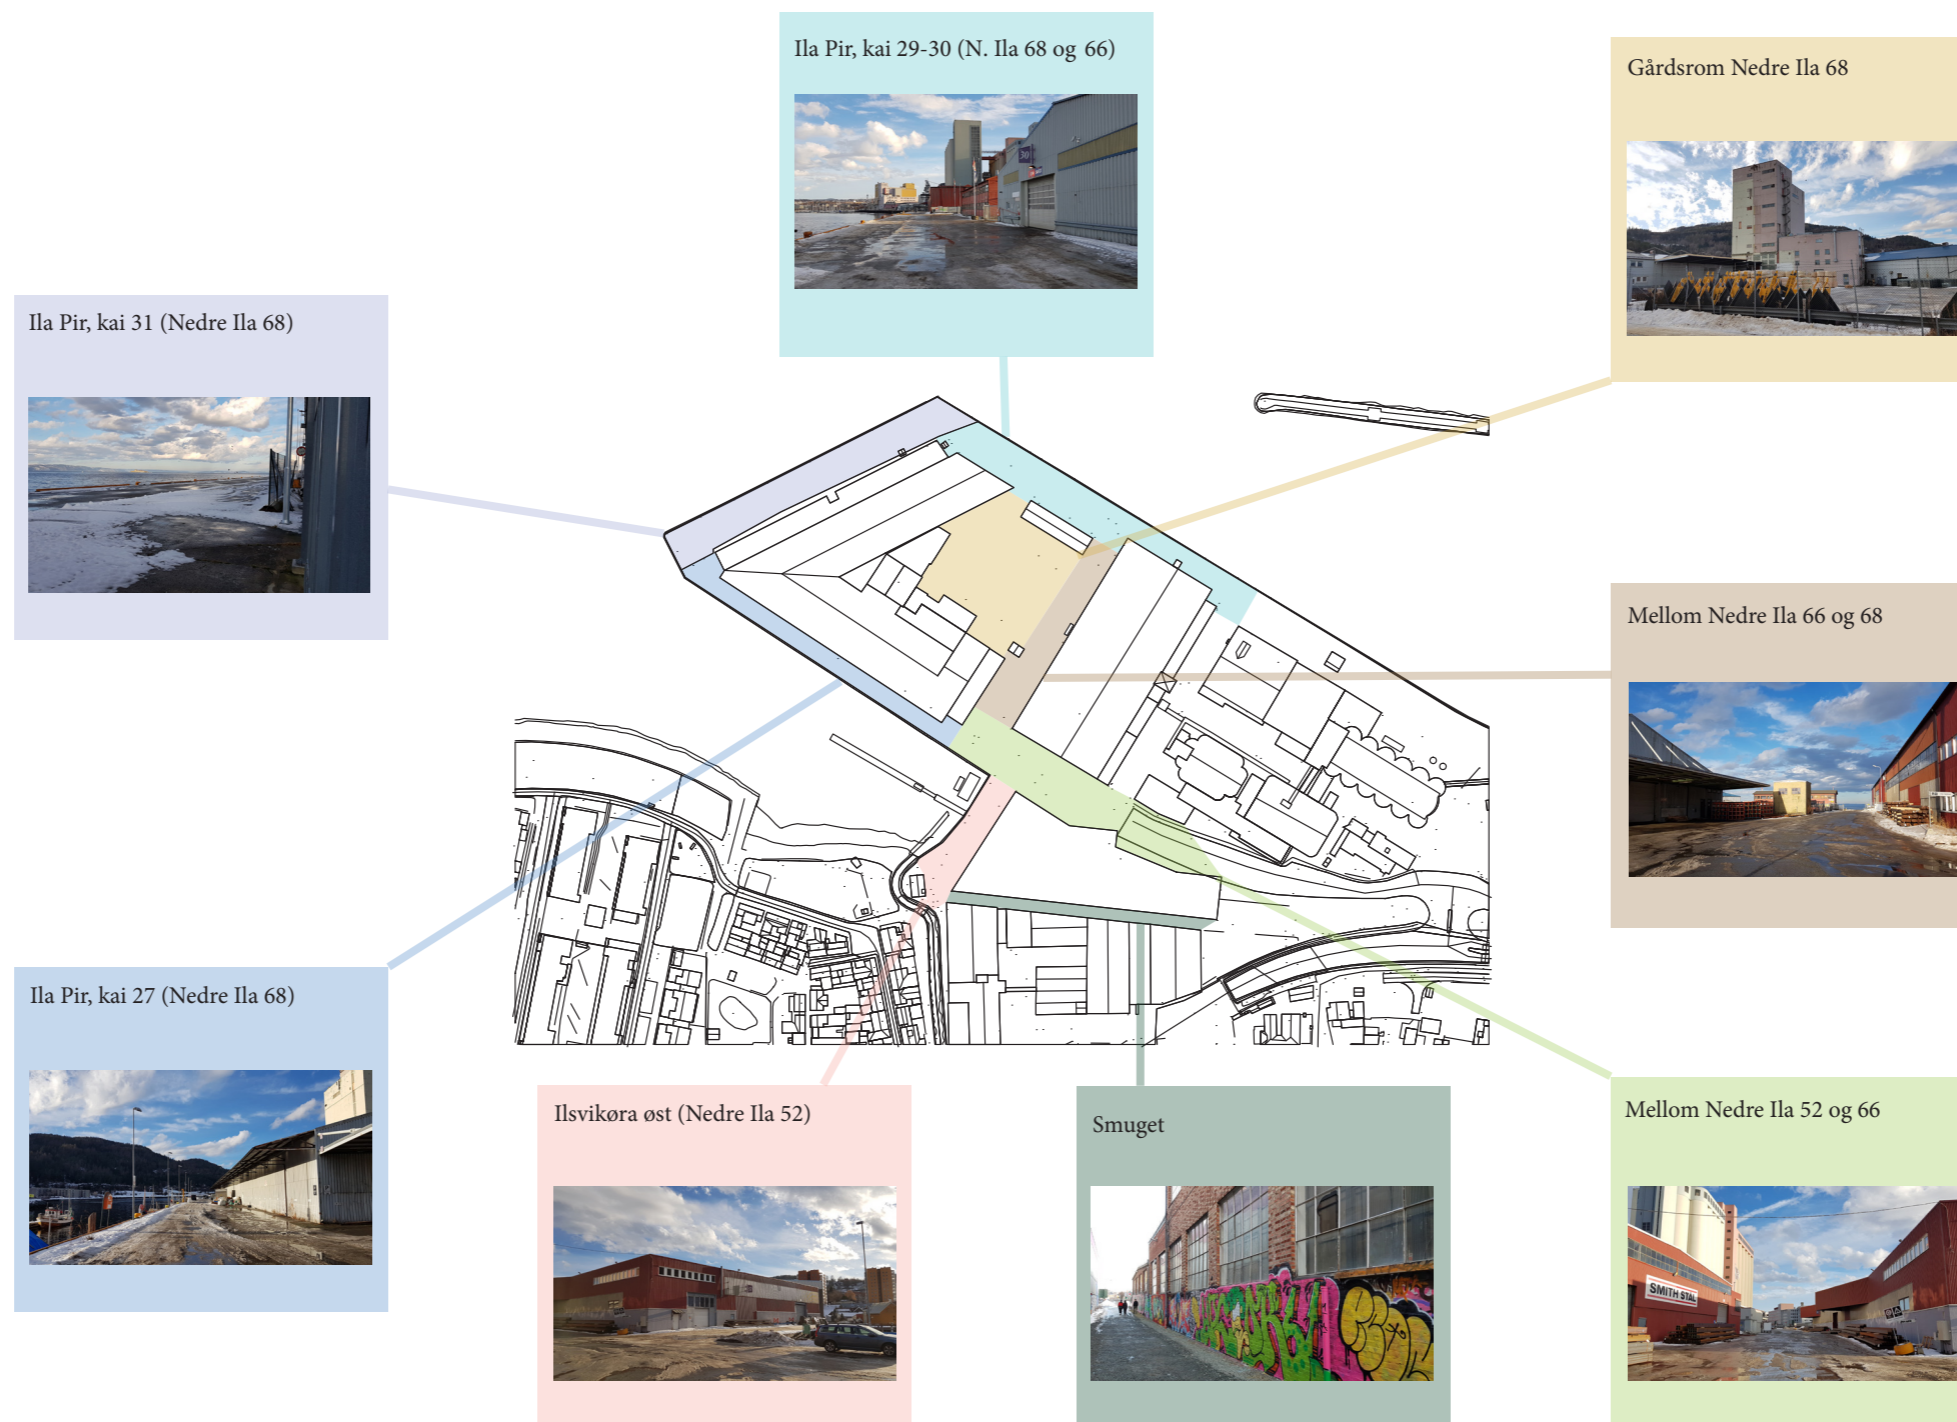 Ila Pir, kai 29-30 (N. Ila 68 og 66)
Gårdsrom Nedre Ila 68
Ila Pir, kai 31 (Nedre Ila 68)
Mellom Nedre Ila 66 og 68
Ila Pir, kai 27 (Nedre Ila 68)
Ilsvikøra øst (Nedre Ila 52)
Smuget
Mellom Nedre Ila 52 og 66
30
SMITH STÅL